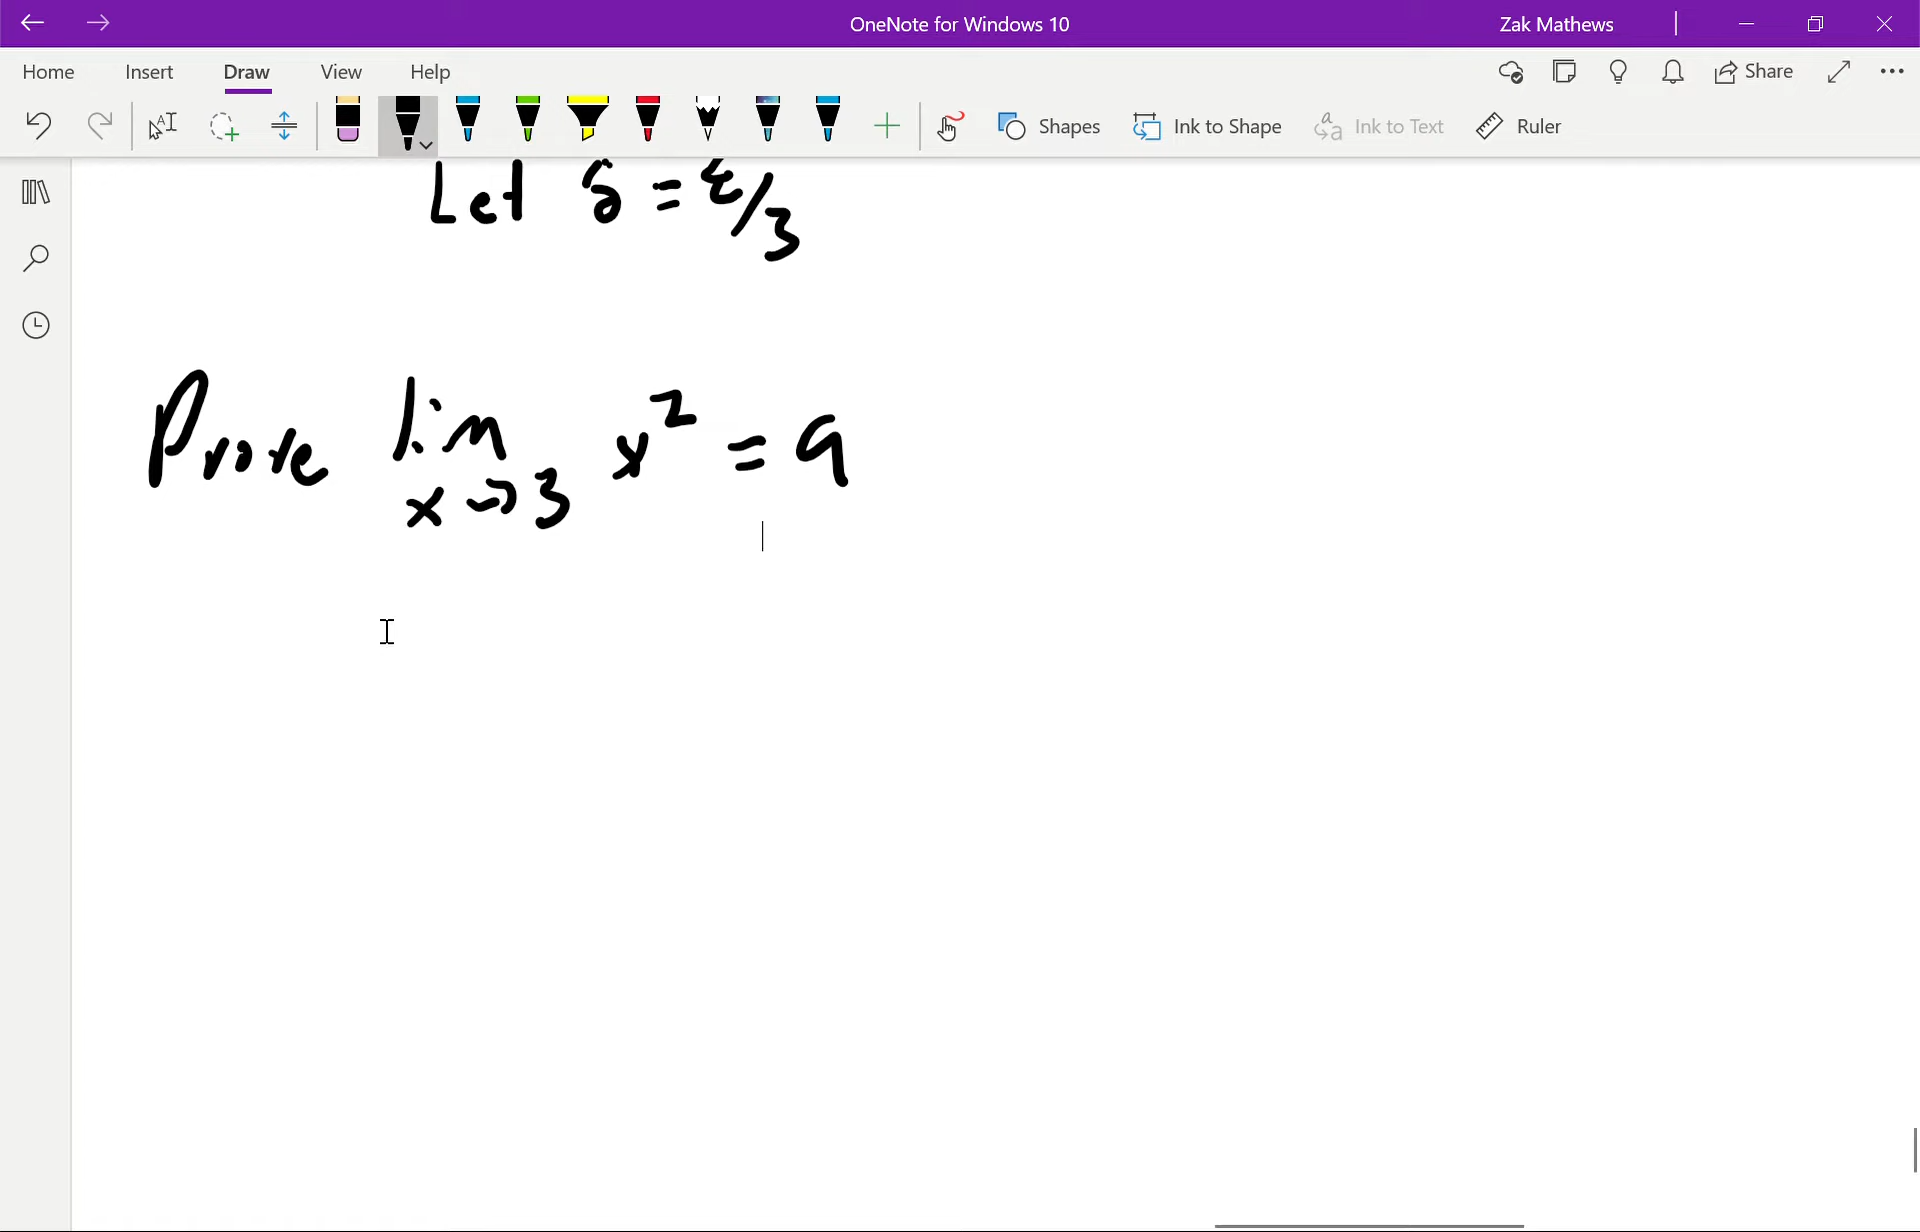 OneNote for Windows 10
Zak Mathews
Home Insert Draw View Help
Share
Shapes Ink to Shape Ink to Text Ruler
Let δ = ε/3
Prove lim x² = 9
x → 3